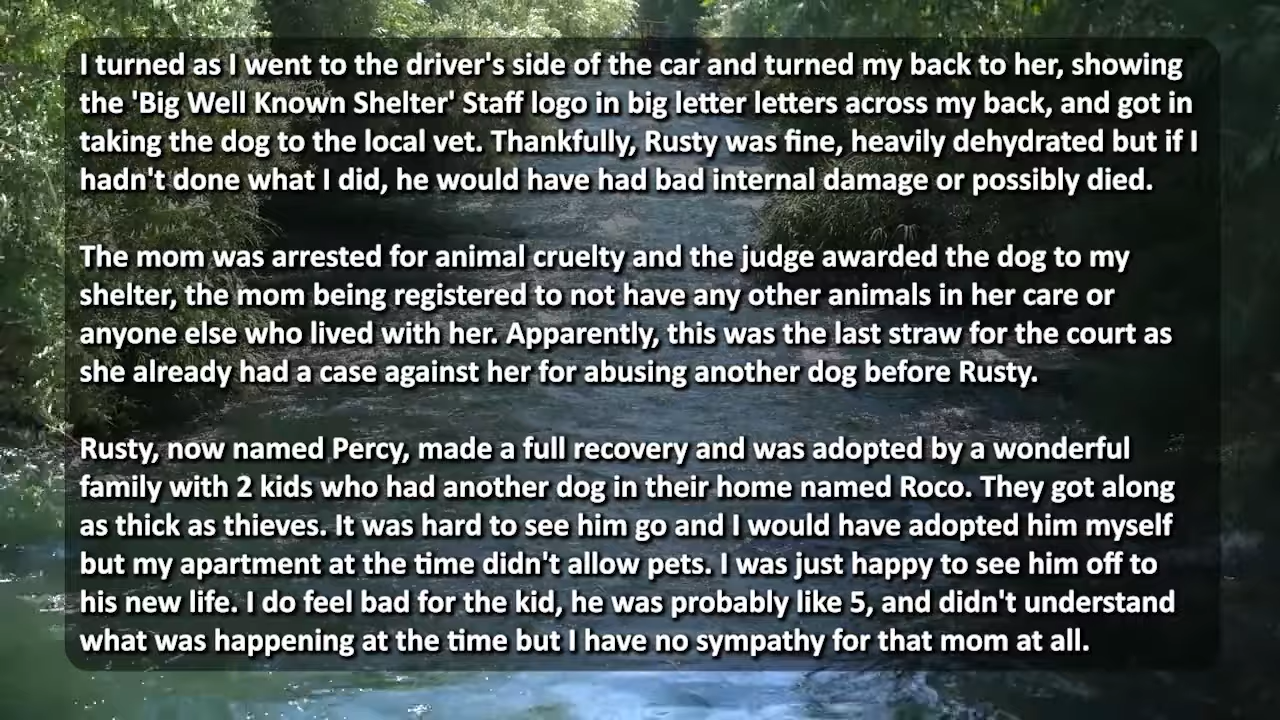 I turned as I went to the driver's side of the car and turned my back to her, showing
the 'Big Well Known Shelter' Staff logo in big letter letters across my back, and got in
taking the dog to the local vet. Thankfully, Rusty was fine, heavily dehydrated but if I
hadn't done what I did, he would have had bad internal damage or possibly died.
The mom was arrested for animal cruelty and the judge awarded the dog to my
shelter, the mom being registered to not have any other animals in her care or
anyone else who lived with her. Apparently, this was the last straw for the court as
she already had a case against her for abusing another dog before Rusty.
Rusty, now named Percy, made a full recovery and was adopted by a wonderful
family with 2 kids who had another dog in their home named Roco. They got along
as thick as thieves. It was hard to see him go and I would have adopted him myself
but my apartment at the time didn't allow pets. I was just happy to see him off to
his new life. I do feel bad for the kid, he was probably like 5, and didn't understand
what was happening at the time but I have no sympathy for that mom at all.